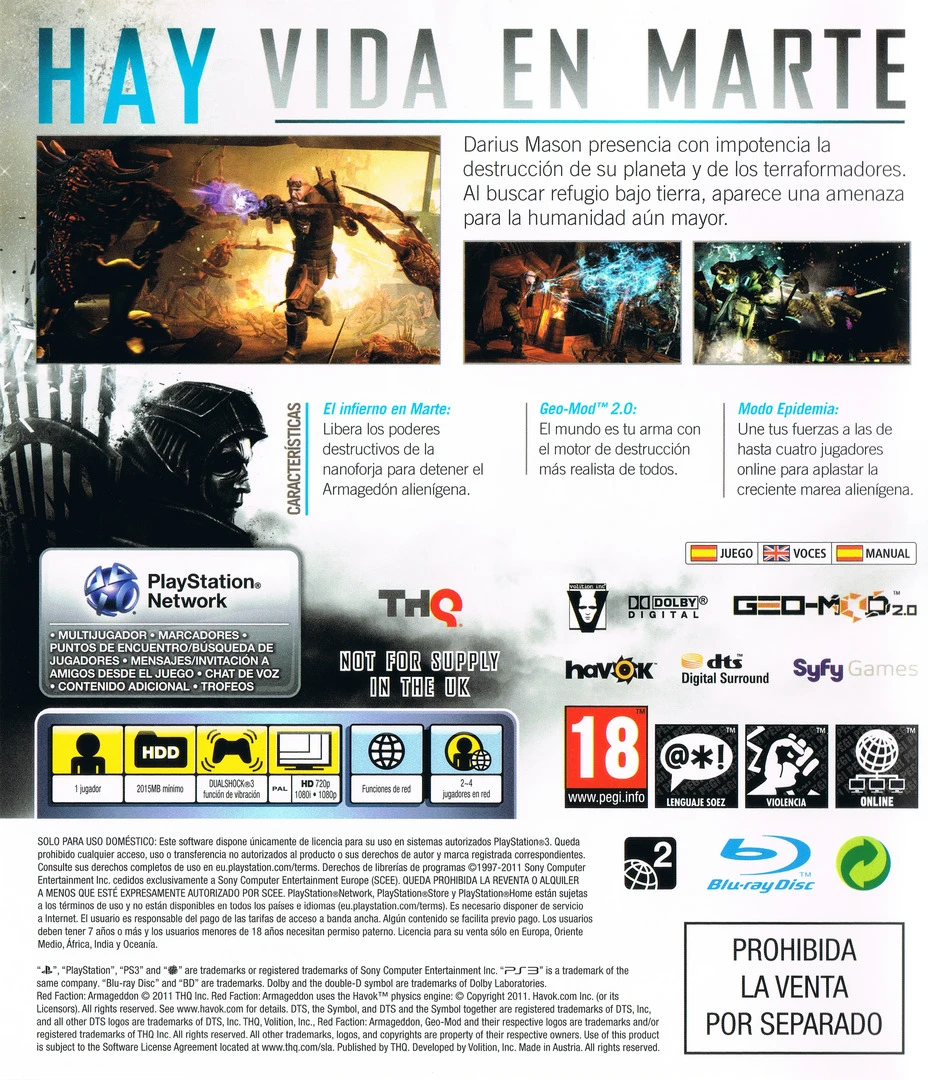 HAY VIDA EN MARTE
Darius Mason presencia con impotencia la
destrucción de su planeta y de los terraformadores.
Al buscar refugio bajo tierra, aparece una amenaza
para la humanidad aún mayor.
CARACTERÍSTICAS
El infierno en Marte:
Libera los poderes
destructivos de la
nanoforja para detener el
Armagedón alienígena.
Geo-Mod™ 2.0:
El mundo es tu arma con
el motor de destrucción
más realista de todos.
Modo Epidemia:
Une tus fuerzas a las de
hasta cuatro jugadores
online para aplastar la
creciente marea alienígena.
JUEGO VOCES MANUAL
PlayStation®
Network
• MULTIJUGADOR • MARCADORES •
PUNTOS DE ENCUENTRO/BÚSQUEDA DE
JUGADORES • MENSAJES/INVITACIÓN A
AMIGOS DESDE EL JUEGO • CHAT DE VOZ
• CONTENIDO ADICIONAL • TROFEOS
THQ
NOT FOR SUPPLY
IN THE UK
volition inc
DOLBY®
DIGITAL
GEO-MOD™ 2.0
havok™
dts™
Digital Surround
Syfy Games
1 jugador
HDD
2015MB mínimo
DUALSHOCK®3
función de vibración
PAL
HD 720p
1080i • 1080p
Funciones de red
2~4
jugadores en red
18
www.pegi.info
@*!
LENGUAJE SOEZ
VIOLENCIA
ONLINE
SOLO PARA USO DOMÉSTICO: Este software dispone únicamente de licencia para su uso en sistemas autorizados PlayStation®3. Queda
prohibido cualquier acceso, uso o transferencia no autorizados al producto o sus derechos de autor y marca registrada correspondientes.
Consulte sus derechos completos de uso en eu.playstation.com/terms. Derechos de librerías de programas ©1997-2011 Sony Computer
Entertainment Inc. cedidos exclusivamente a Sony Computer Entertainment Europe (SCEE). QUEDA PROHIBIDA LA REVENTA O ALQUILER
A MENOS QUE ESTÉ EXPRESAMENTE AUTORIZADO POR SCEE. PlayStation®Network, PlayStation®Store y PlayStation®Home están sujetas
a los términos de uso y no están disponibles en todos los países e idiomas (eu.playstation.com/terms). Es necesario disponer de servicio
a Internet. El usuario es responsable del pago de las tarifas de acceso a banda ancha. Algún contenido se facilita previo pago. Los usuarios
deben tener 7 años o más y los usuarios menores de 18 años necesitan permiso paterno. Licencia para su venta sólo en Europa, Oriente
Medio, África, India y Oceanía.
2
Blu-ray Disc™
PROHIBIDA
LA VENTA
POR SEPARADO
“ ”, “PlayStation”, “PS3” and “ ” are trademarks or registered trademarks of Sony Computer Entertainment Inc. “PS3” is a trademark of the
same company. “Blu-ray Disc” and “BD” are trademarks. Dolby and the double-D symbol are trademarks of Dolby Laboratories.
Red Faction: Armageddon © 2011 THQ Inc. Red Faction: Armageddon uses the Havok™ physics engine: © Copyright 2011. Havok.com Inc. (or its
Licensors). All rights reserved. See www.havok.com for details. DTS, the Symbol, and DTS and the Symbol together are registered trademarks of DTS, Inc,
and all other DTS logos are trademarks of DTS, Inc. THQ, Volition, Inc., Red Faction: Armageddon, Geo-Mod and their respective logos are trademarks and/or
registered trademarks of THQ Inc. All rights reserved. All other trademarks, logos, and copyrights are property of their respective owners. Use of this product
is subject to the Software License Agreement located at www.thq.com/sla. Published by THQ. Developed by Volition, Inc. Made in Austria. All rights reserved.